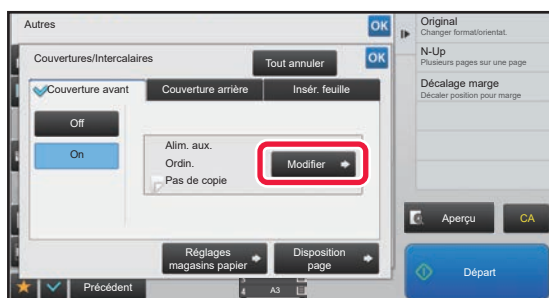 Autres
OK
Couvertures/Intercalaires
Tout annuler
OK
Couverture avant
Couverture arrière
Insér. feuille
Off
On
Alim. aux.
Ordin.
Pas de copie
Modifier
Réglages
magasins papier
Disposition
page
Précédent
4
A3
Original
Changer format/orientat.
N-Up
Plusieurs pages sur une page
Décalage marge
Décaler position pour marge
Aperçu
CA
Départ